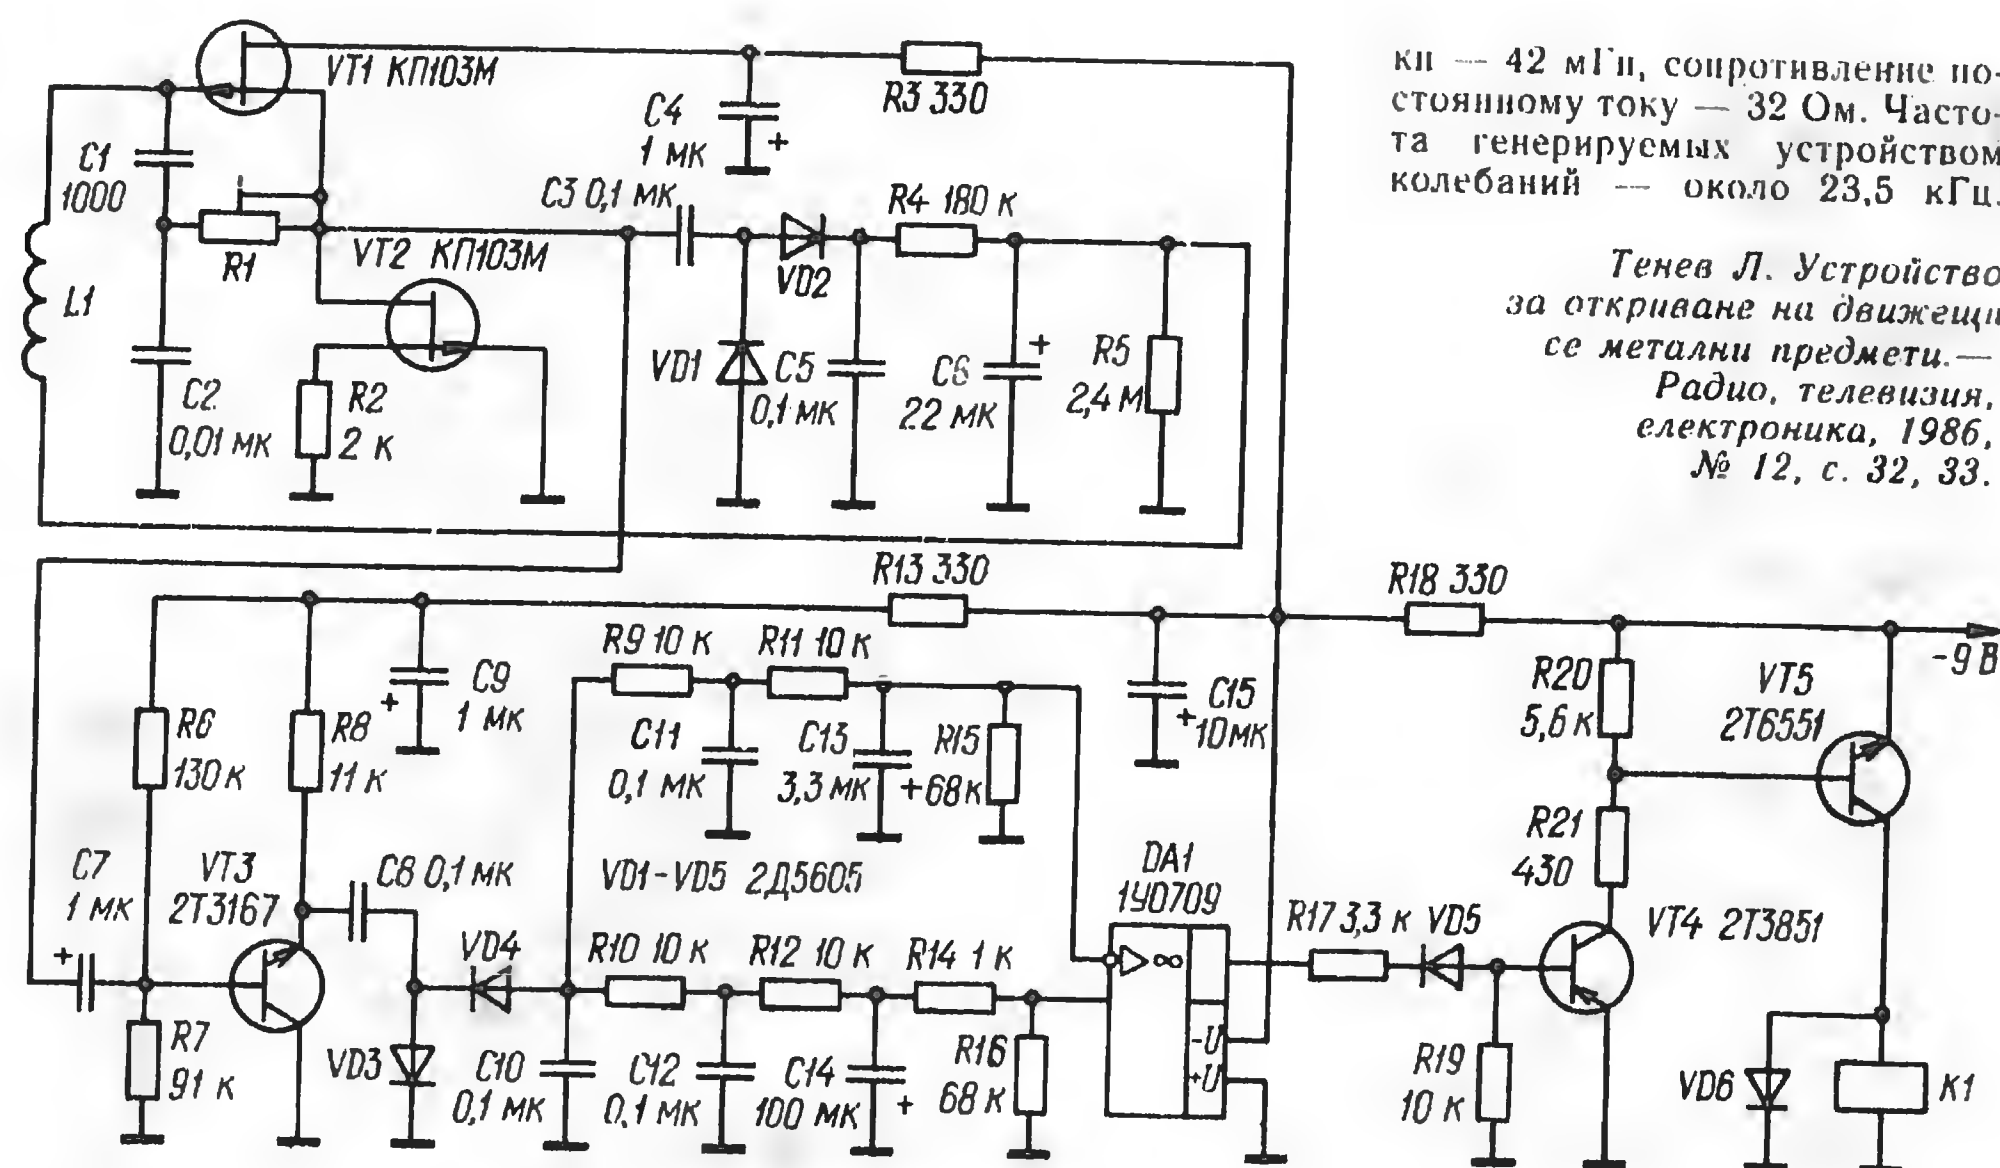 VT1 КП103М
R3 330
C4
1 мк
+
C1
1000
C3 0,1 мк
R4 180 к
R1
VT2 КП103М
VD2
L1
VD1
C5
0,1 мк
C6
22 мк
+
R5
2,4 М
C2
0,01 мк
R2
2 к
ки — 42 мГн, сопротивление по-
стоянному току — 32 Ом. Часто-
та генерируемых устройством
колебаний — около 23,5 кГц.
Тенев Л. Устройство
за откриване на движещи
се метални предмети.—
Радио, телевизия,
електроника, 1986,
№ 12, с. 32, 33.
R13 330
R18 330
-9 В
R9 10 к
R11 10 к
C9
1 мк
+
R6
130 к
R8
11 к
C11
0,1 мк
C13
3,3 мк
+
R15
68 к
C15
10 мк
+
R20
5,6 к
VT5
2Т6551
R21
430
C7
1 мк
+
VT3
2Т3167
C8 0,1 мк
VD1-VD5 2Д5605
DA1
1УО709
▷∞
-U
+U
R17 3,3 к
VD5
VT4 2Т3851
VD4
R10 10 к
R12 10 к
R14 1 к
R7
91 к
VD3
C10
0,1 мк
C12
0,1 мк
C14
100 мк
+
R16
68 к
R19
10 к
VD6
K1